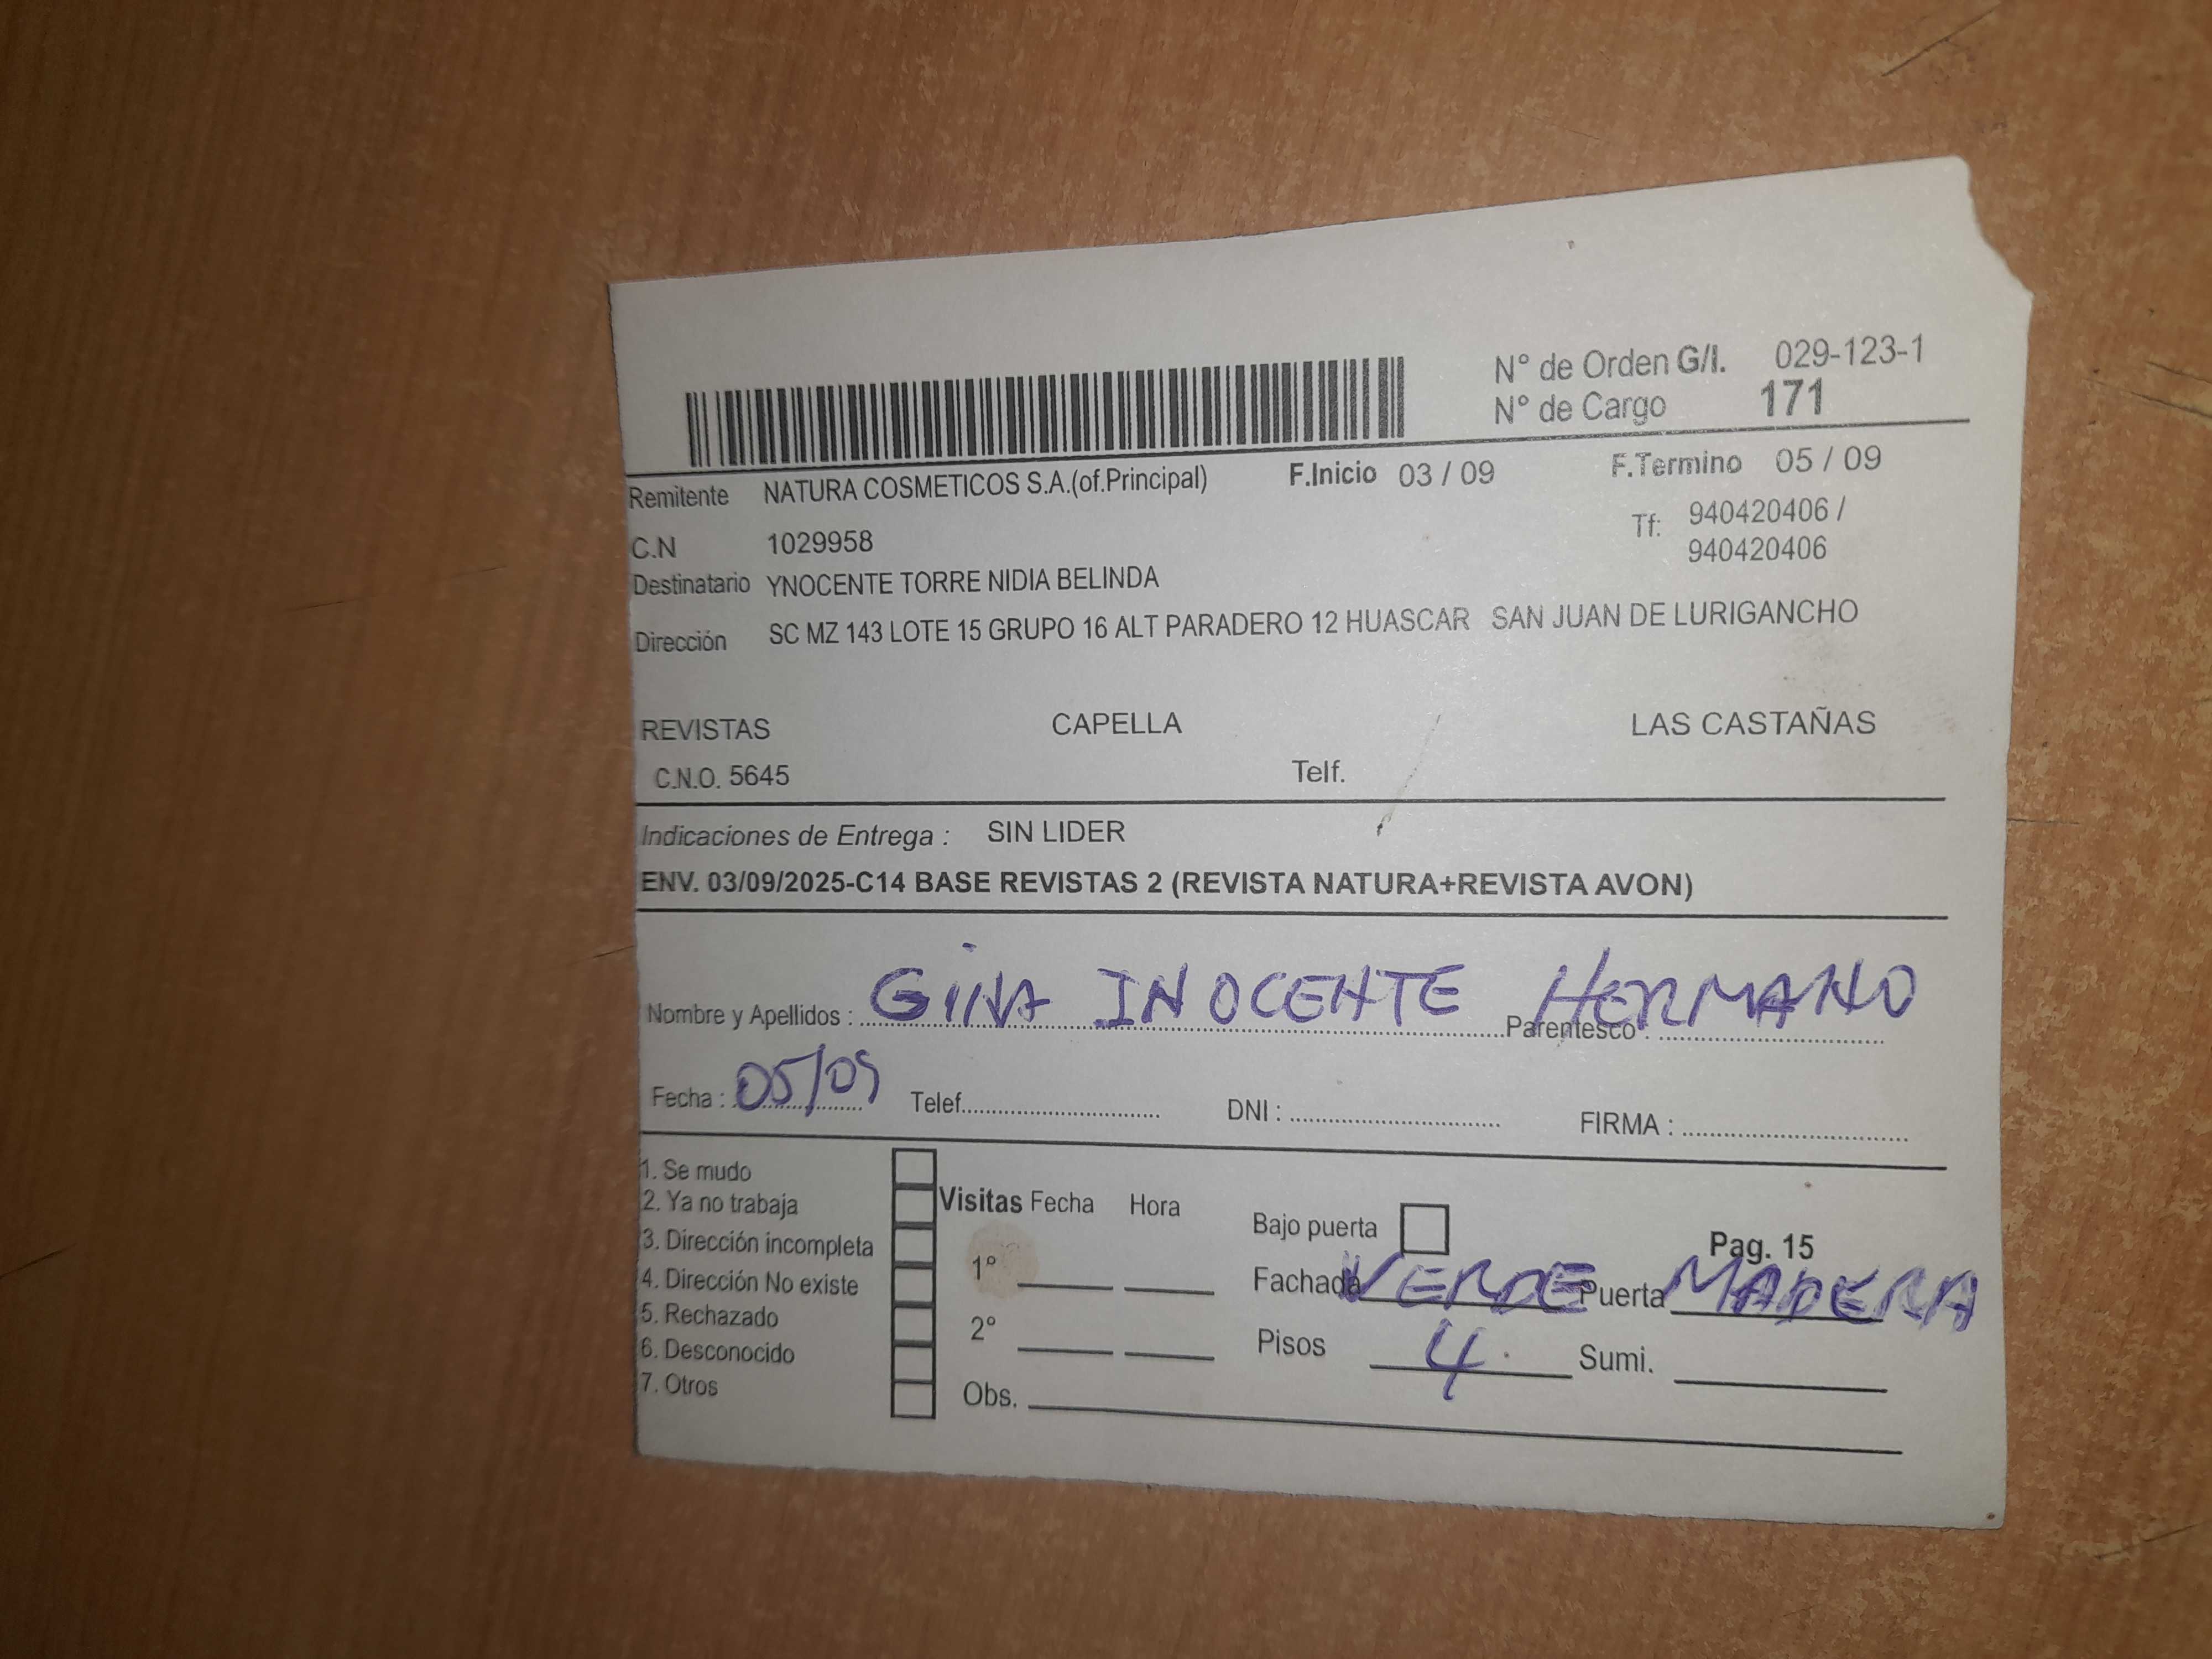 N° de Orden G/I. 029-123-1
N° de Cargo 171
Remitente NATURA COSMETICOS S.A.(of.Principal) F.Inicio 03 / 09 F.Termino 05 / 09
C.N 1029958 Tf: 940420406 /
940420406
Destinatario YNOCENTE TORRE NIDIA BELINDA
Dirección SC MZ 143 LOTE 15 GRUPO 16 ALT PARADERO 12 HUASCAR SAN JUAN DE LURIGANCHO
REVISTAS CAPELLA LAS CASTAÑAS
C.N.O. 5645 Telf.
Indicaciones de Entrega : SIN LIDER
ENV. 03/09/2025-C14 BASE REVISTAS 2 (REVISTA NATURA+REVISTA AVON)
Nombre y Apellidos : GINA INOCENTE Parentesco : HERMANO
Fecha : 05/09 Telef. DNI : FIRMA :
1. Se mudo
2. Ya no trabaja Visitas Fecha Hora Bajo puerta Pag. 15
3. Dirección incompleta
4. Dirección No existe 1° Fachada VERDE Puerta MADERA
5. Rechazado
6. Desconocido 2° Pisos 4 Sumi.
7. Otros Obs.